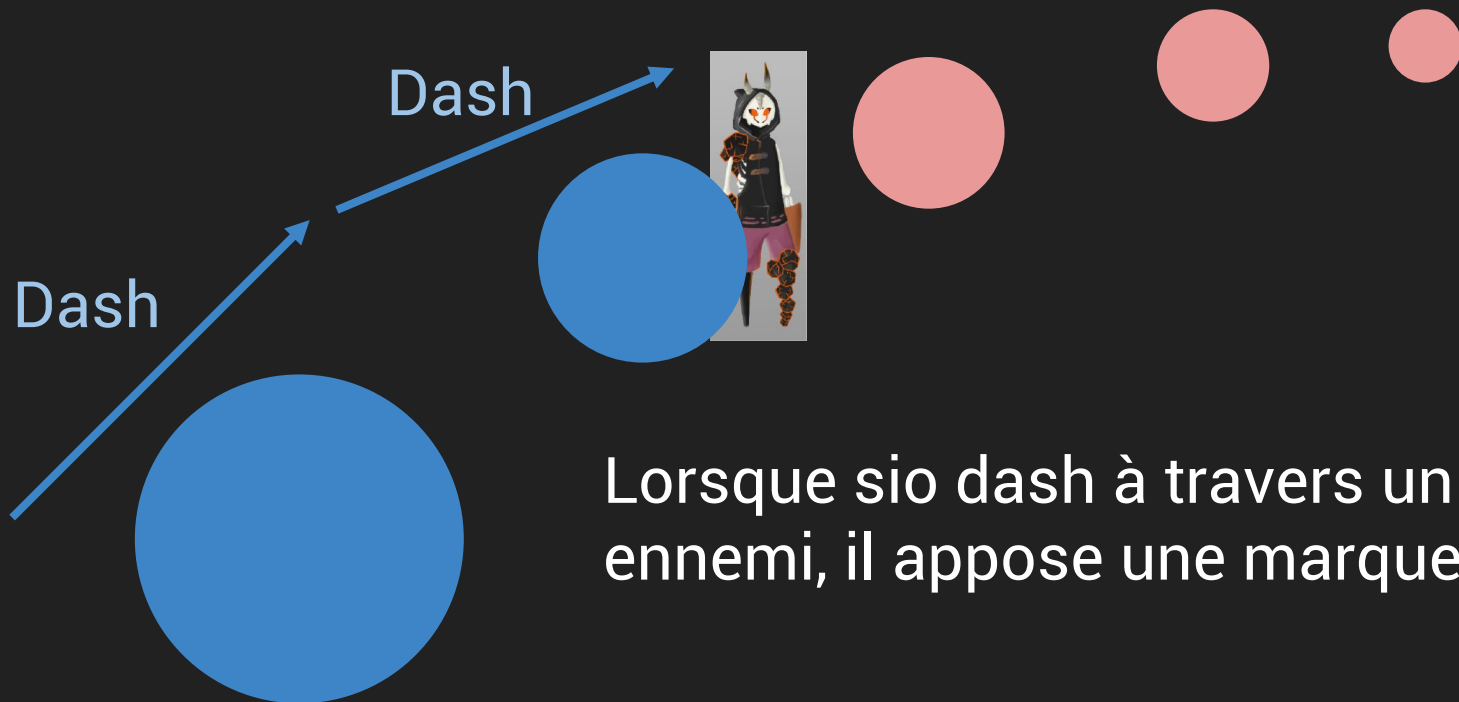 Dash
Dash
Lorsque sio dash à travers un
ennemi, il appose une marque